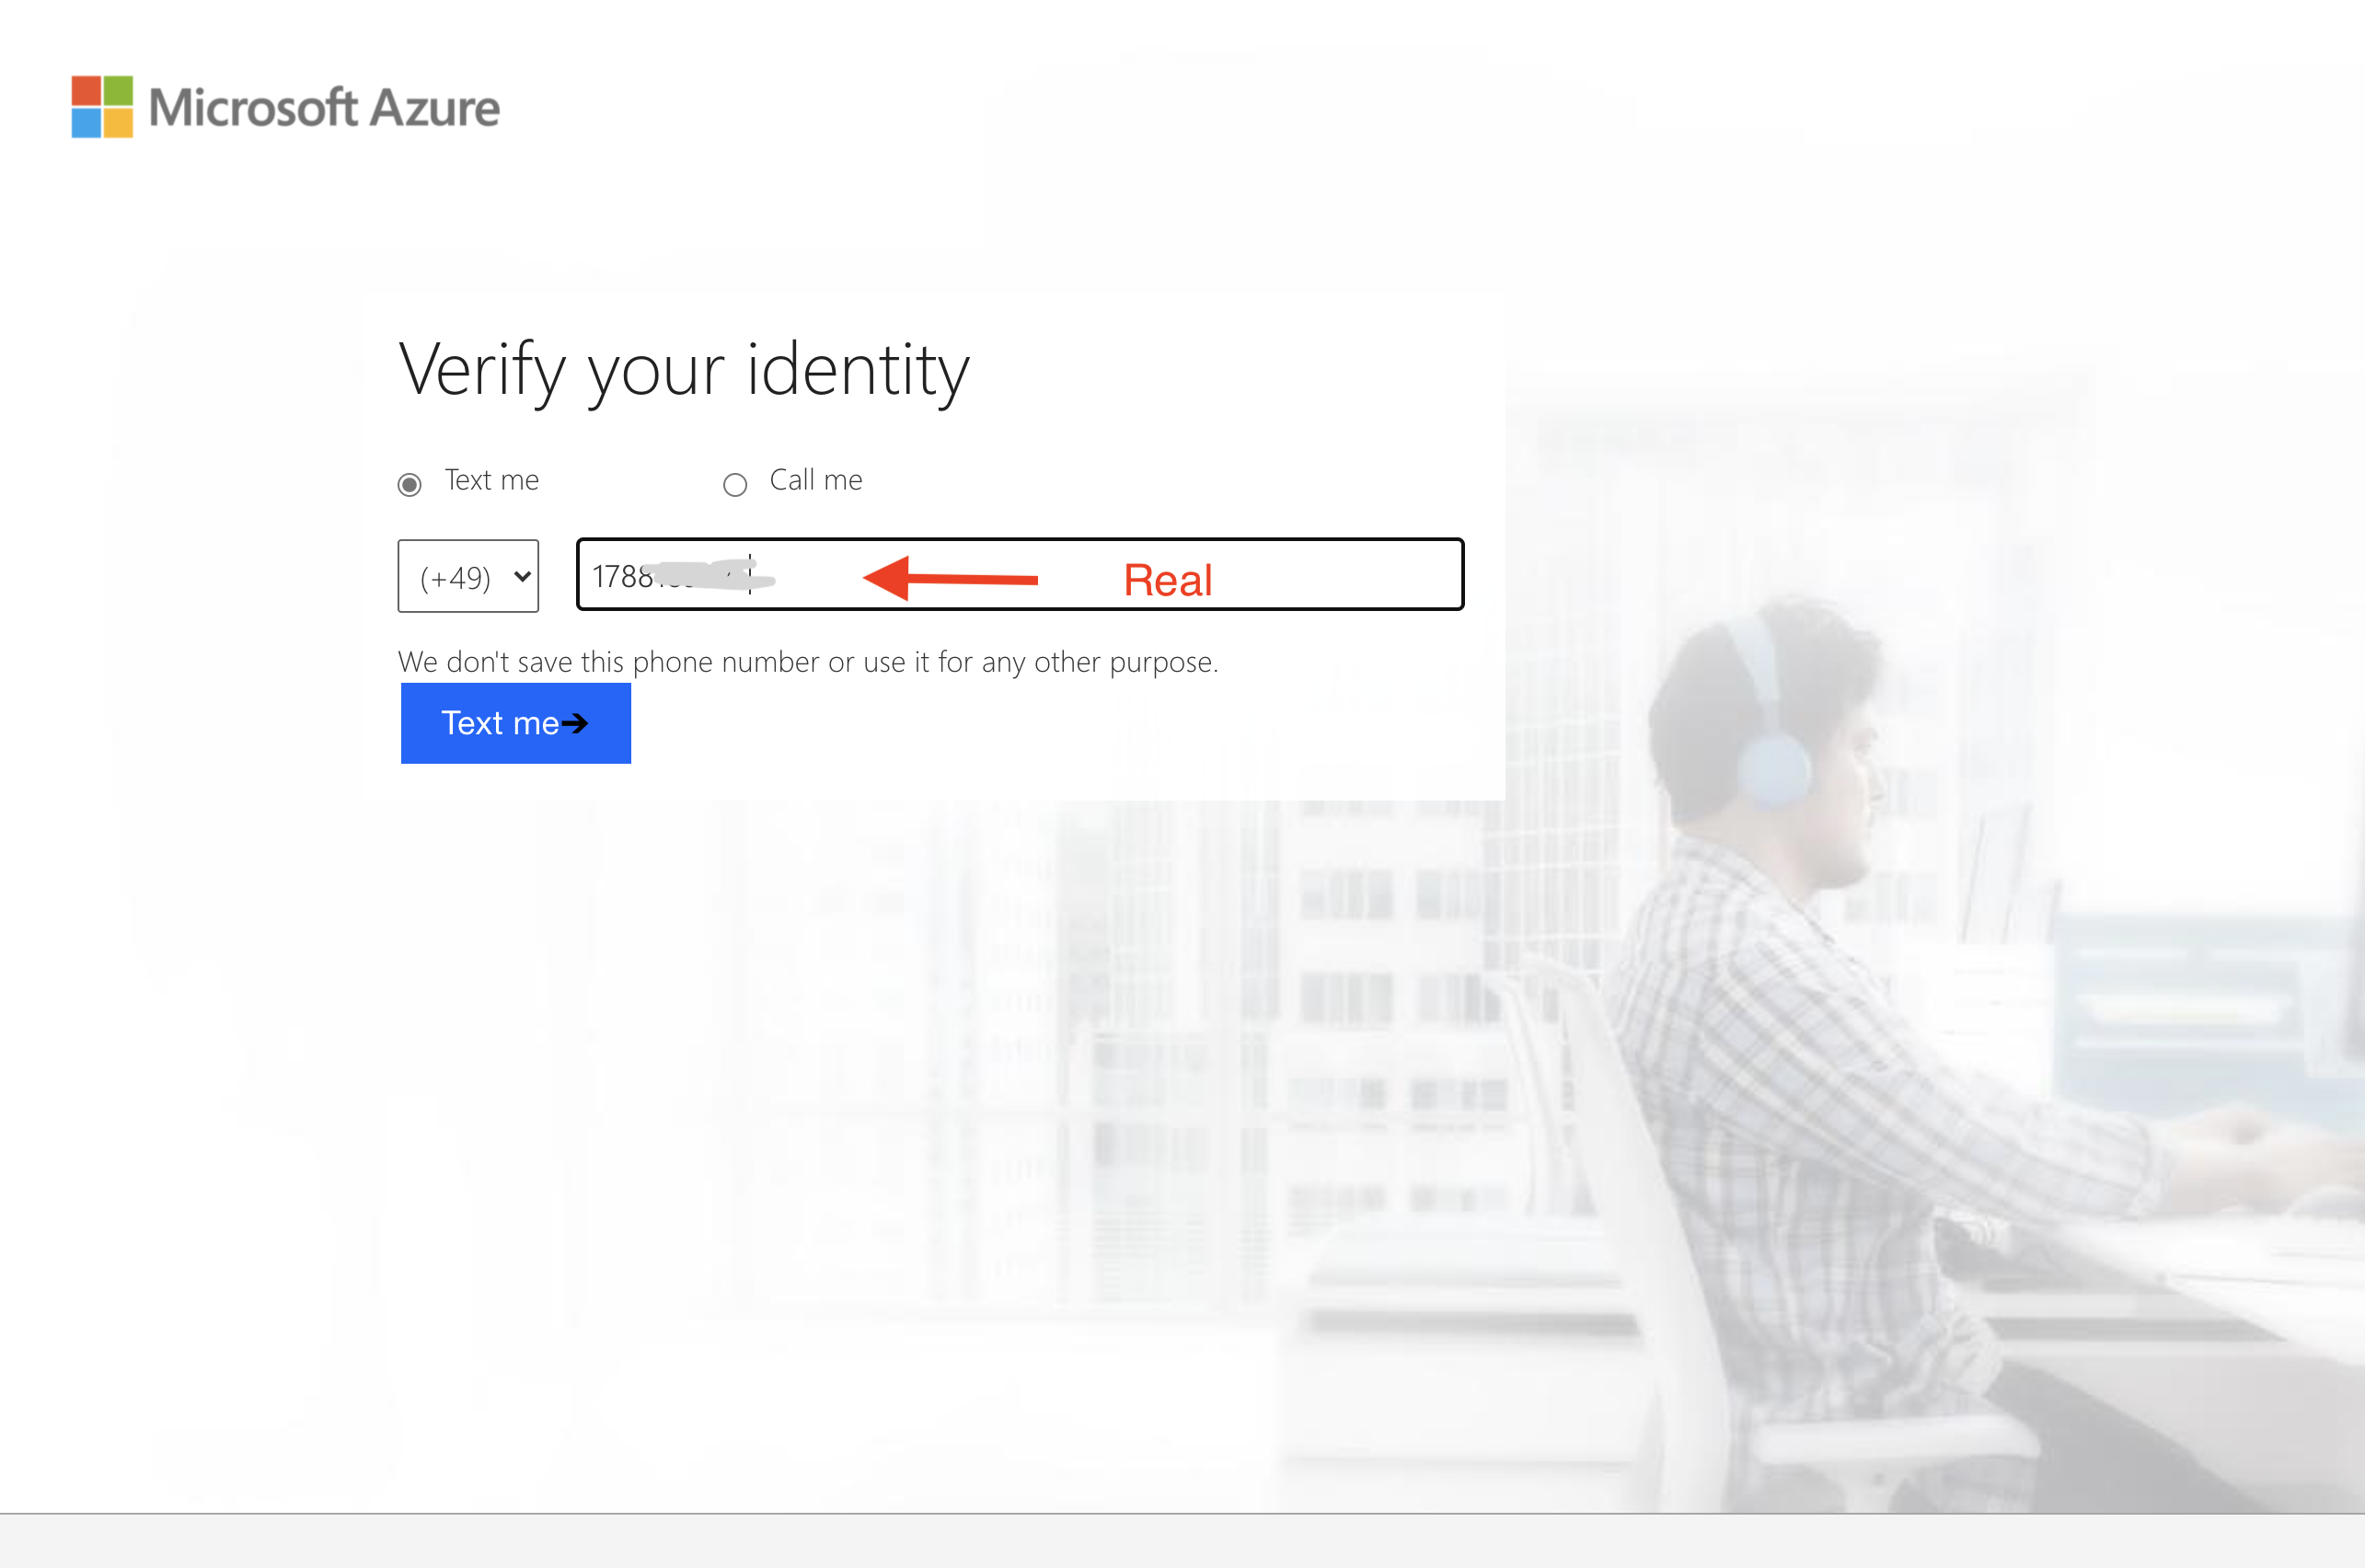 Microsoft Azure
Verify your identity
Text me Call me
(+49) 1788 Real
We don't save this phone number or use it for any other purpose.
Text me➔